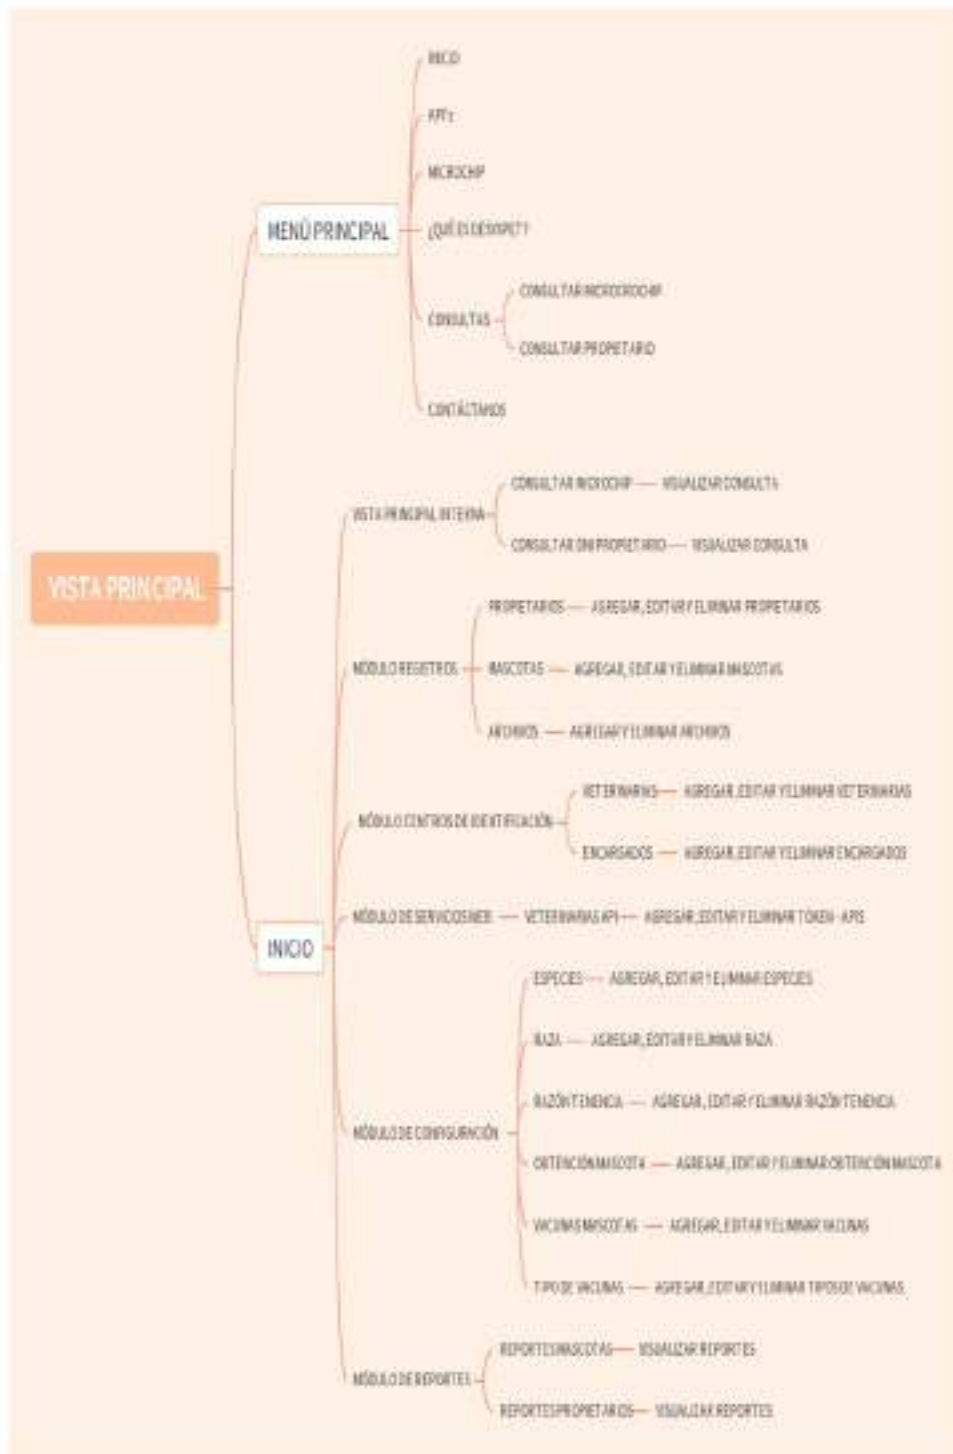 INICIO
API's
MICROCHIP
¿QUÉ ES DESVIPET?
MENÚ PRINCIPAL
CONSULTAR MICROCROCHIP
CONSULTAS
CONSULTAR PROPIETARIO
CONTÁCTANOS
CONSULTAR MICROCHIP VISUALIZAR CONSULTA
VISTA PRINCIPAL INTERNA
CONSULTAR DNI PROPIETARIO VISUALIZAR CONSULTA
VISTA PRINCIPAL
PROPIETARIOS AGREGAR, EDITAR Y ELIMINAR PROPIETARIOS
MÓDULO REGISTROS MASCOTAS AGREGAR, EDITAR Y ELIMINAR MASCOTAS
ARCHIVOS AGREGAR Y ELIMINAR ARCHIVOS
VETERINARIAS AGREGAR, EDITAR Y ELIMINAR VETERINARIAS
MÓDULO CENTROS DE IDENTIFICACIÓN
ENCARGADOS AGREGAR, EDITAR Y ELIMINAR ENCARGADOS
MÓDULO DE SERVICIOS WEB VETERINARIAS API AGREGAR, EDITAR Y ELIMINAR TOKEN - APIS
INICIO
ESPECIES AGREGAR, EDITAR Y ELIMINAR ESPECIES
RAZA AGREGAR, EDITAR Y ELIMINAR RAZA
RAZÓN TENENCIA AGREGAR, EDITAR Y ELIMINAR RAZÓN TENENCIA
MÓDULO DE CONFIGURACIÓN
OBTENCIÓN MASCOTA AGREGAR, EDITAR Y ELIMINAR OBTENCIÓN MASCOTA
VACUNAS MASCOTAS AGREGAR, EDITAR Y ELIMINAR VACUNAS
TIPO DE VACUNAS AGREGAR, EDITAR Y ELIMINAR TIPOS DE VACUNAS
REPORTES MASCOTAS VISUALIZAR REPORTES
MÓDULO DE REPORTES
REPORTES PROPIETARIOS VISUALIZAR REPORTES